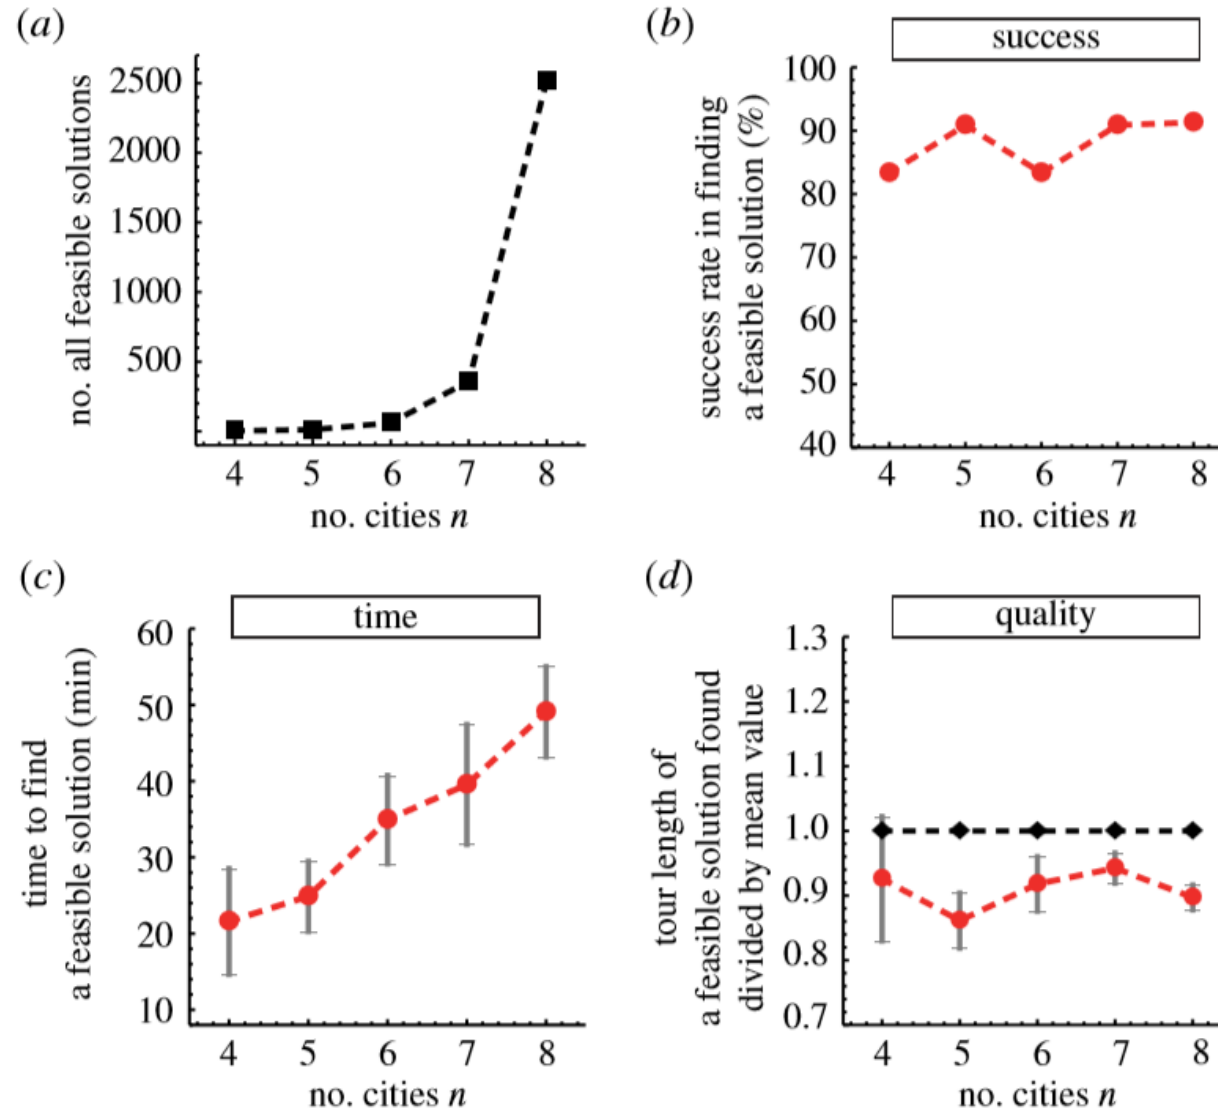 (a)
no. all feasible solutions
2500
2000
1500
1000
500
4 5 6 7 8
no. cities n
(b)
success
success rate in finding
a feasible solution (%)
100
90
80
70
60
50
40
4 5 6 7 8
no. cities n
(c)
time
time to find
a feasible solution (min)
60
50
40
30
20
10
4 5 6 7 8
no. cities n
(d)
quality
tour length of
a feasible solution found
divided by mean value
1.3
1.2
1.1
1.0
0.9
0.8
0.7
4 5 6 7 8
no. cities n